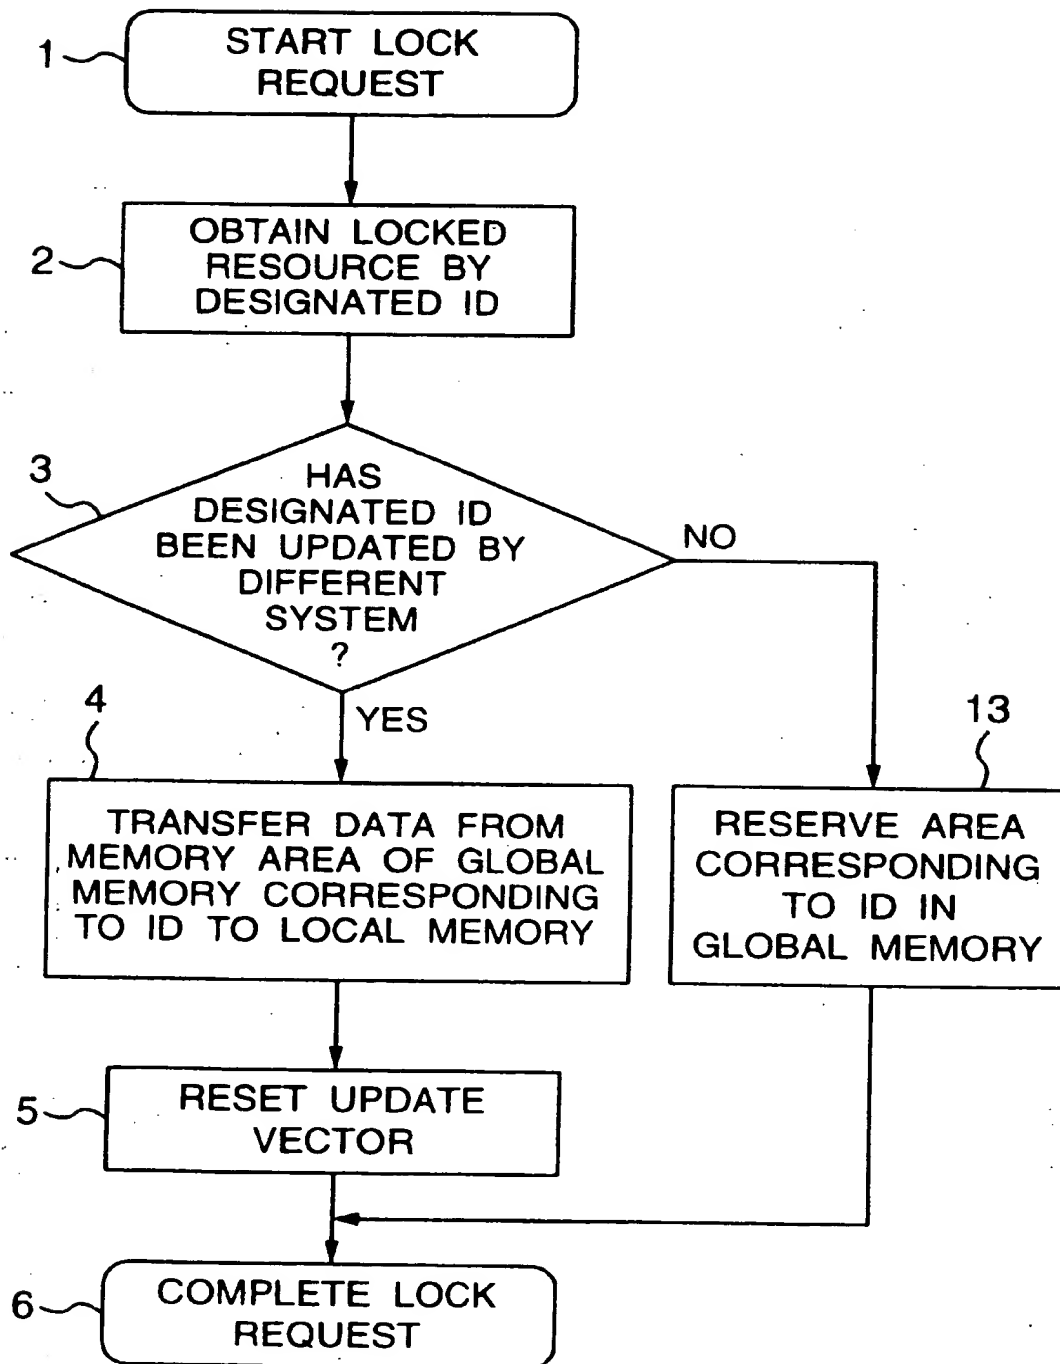 1
START LOCK
REQUEST
2
OBTAIN LOCKED
RESOURCE BY
DESIGNATED ID
3
HAS
DESIGNATED ID
BEEN UPDATED BY
DIFFERENT
SYSTEM
?
NO
YES
4
TRANSFER DATA FROM
MEMORY AREA OF GLOBAL
MEMORY CORRESPONDING
TO ID TO LOCAL MEMORY
13
RESERVE AREA
CORRESPONDING
TO ID IN
GLOBAL MEMORY
5
RESET UPDATE
VECTOR
6
COMPLETE LOCK
REQUEST